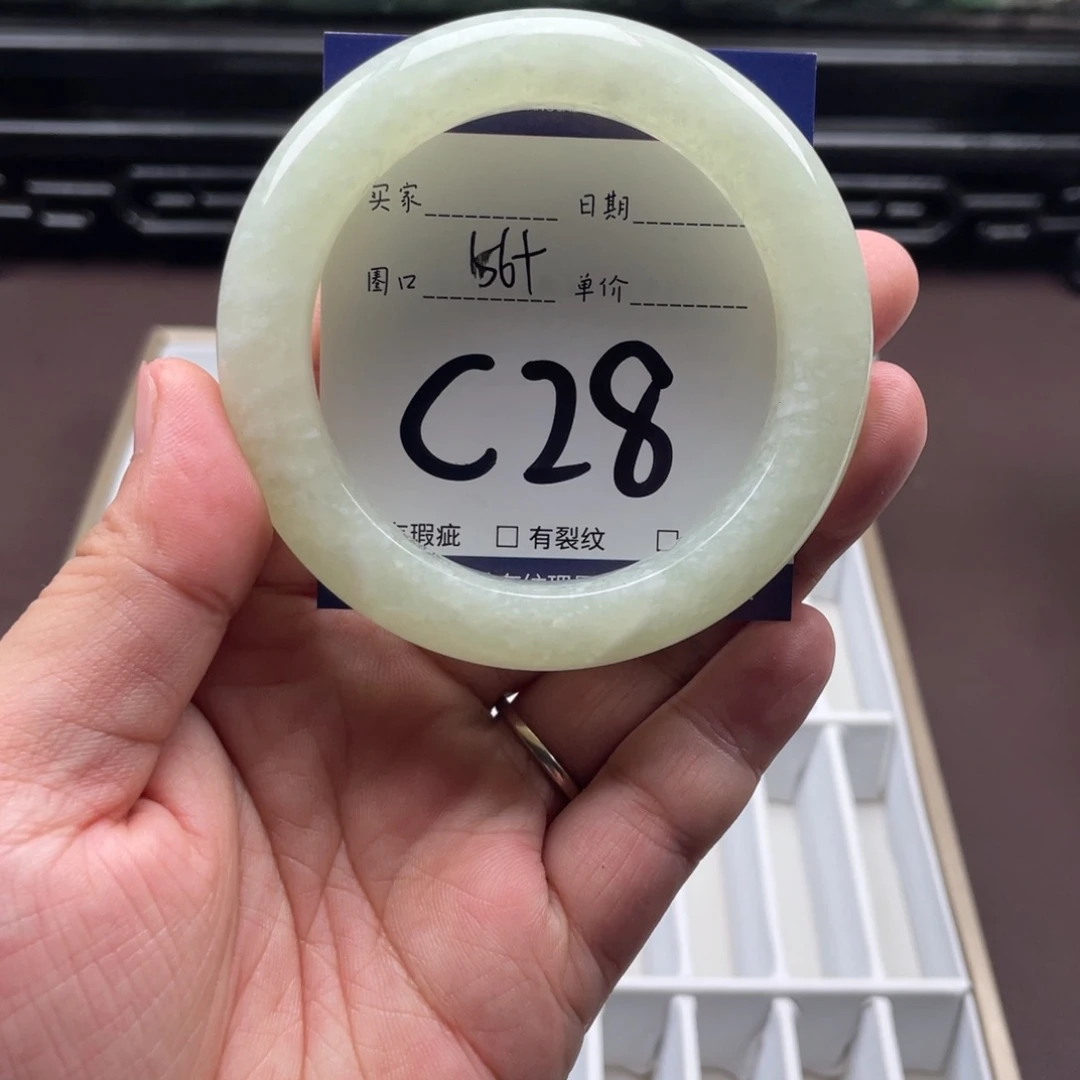 买家 日期
圈口 56+ 单价
C28
瑕疵 □ 有裂纹 □